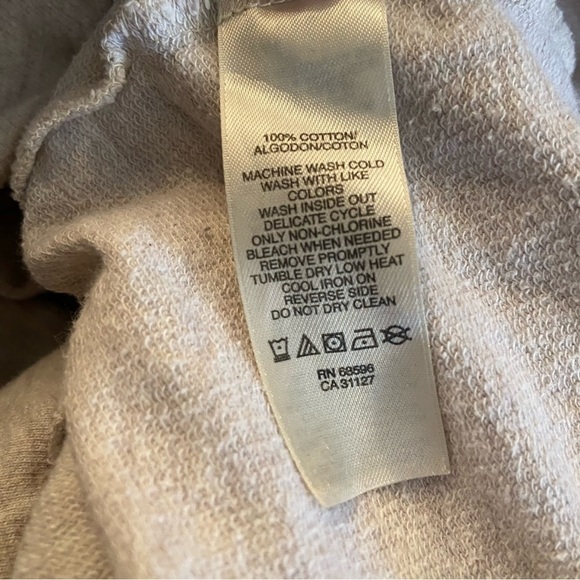 100% COTTON/
ALGODON/COTON
MACHINE WASH COLD
WASH WITH LIKE
COLORS
WASH INSIDE OUT
DELICATE CYCLE
ONLY NON-CHLORINE
BLEACH WHEN NEEDED
REMOVE PROMPTLY
TUMBLE DRY LOW HEAT
COOL IRON ON
REVERSE SIDE
DO NOT DRY CLEAN
RN 68596
CA 31127